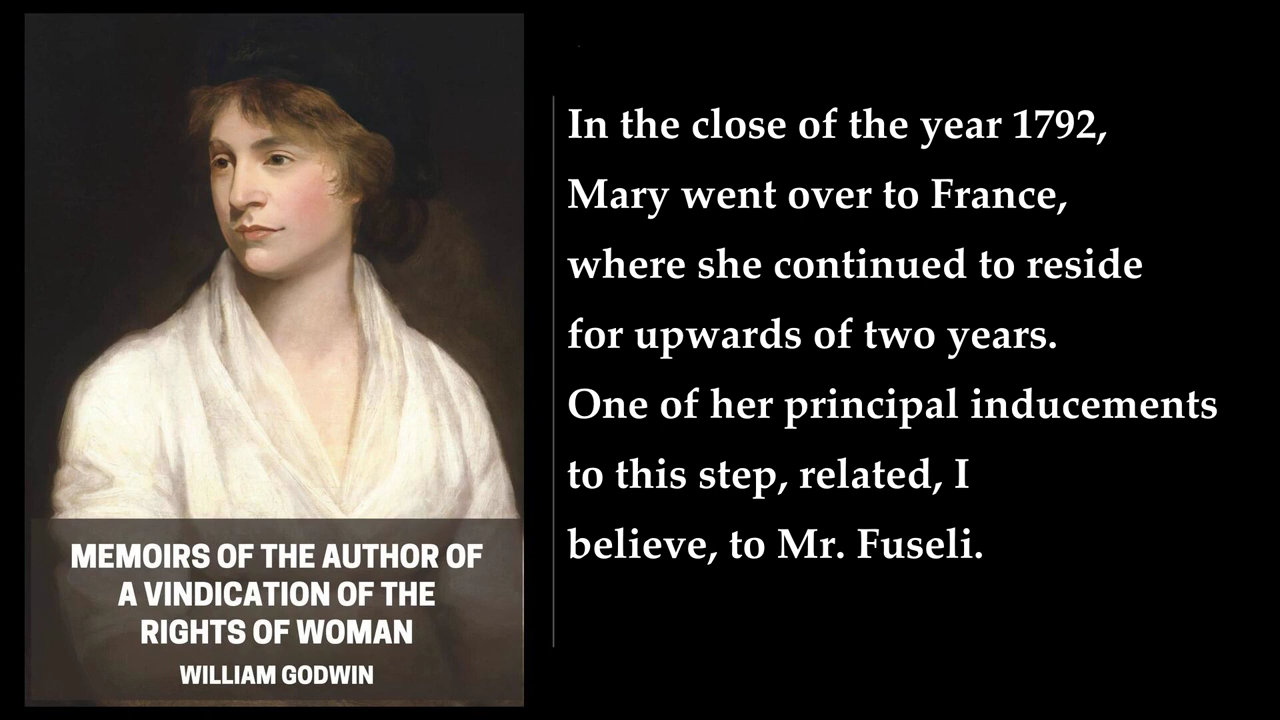 MEMOIRS OF THE AUTHOR OF
A VINDICATION OF THE
RIGHTS OF WOMAN
WILLIAM GODWIN
In the close of the year 1792,
Mary went over to France,
where she continued to reside
for upwards of two years.
One of her principal inducements
to this step, related, I
believe, to Mr. Fuseli.